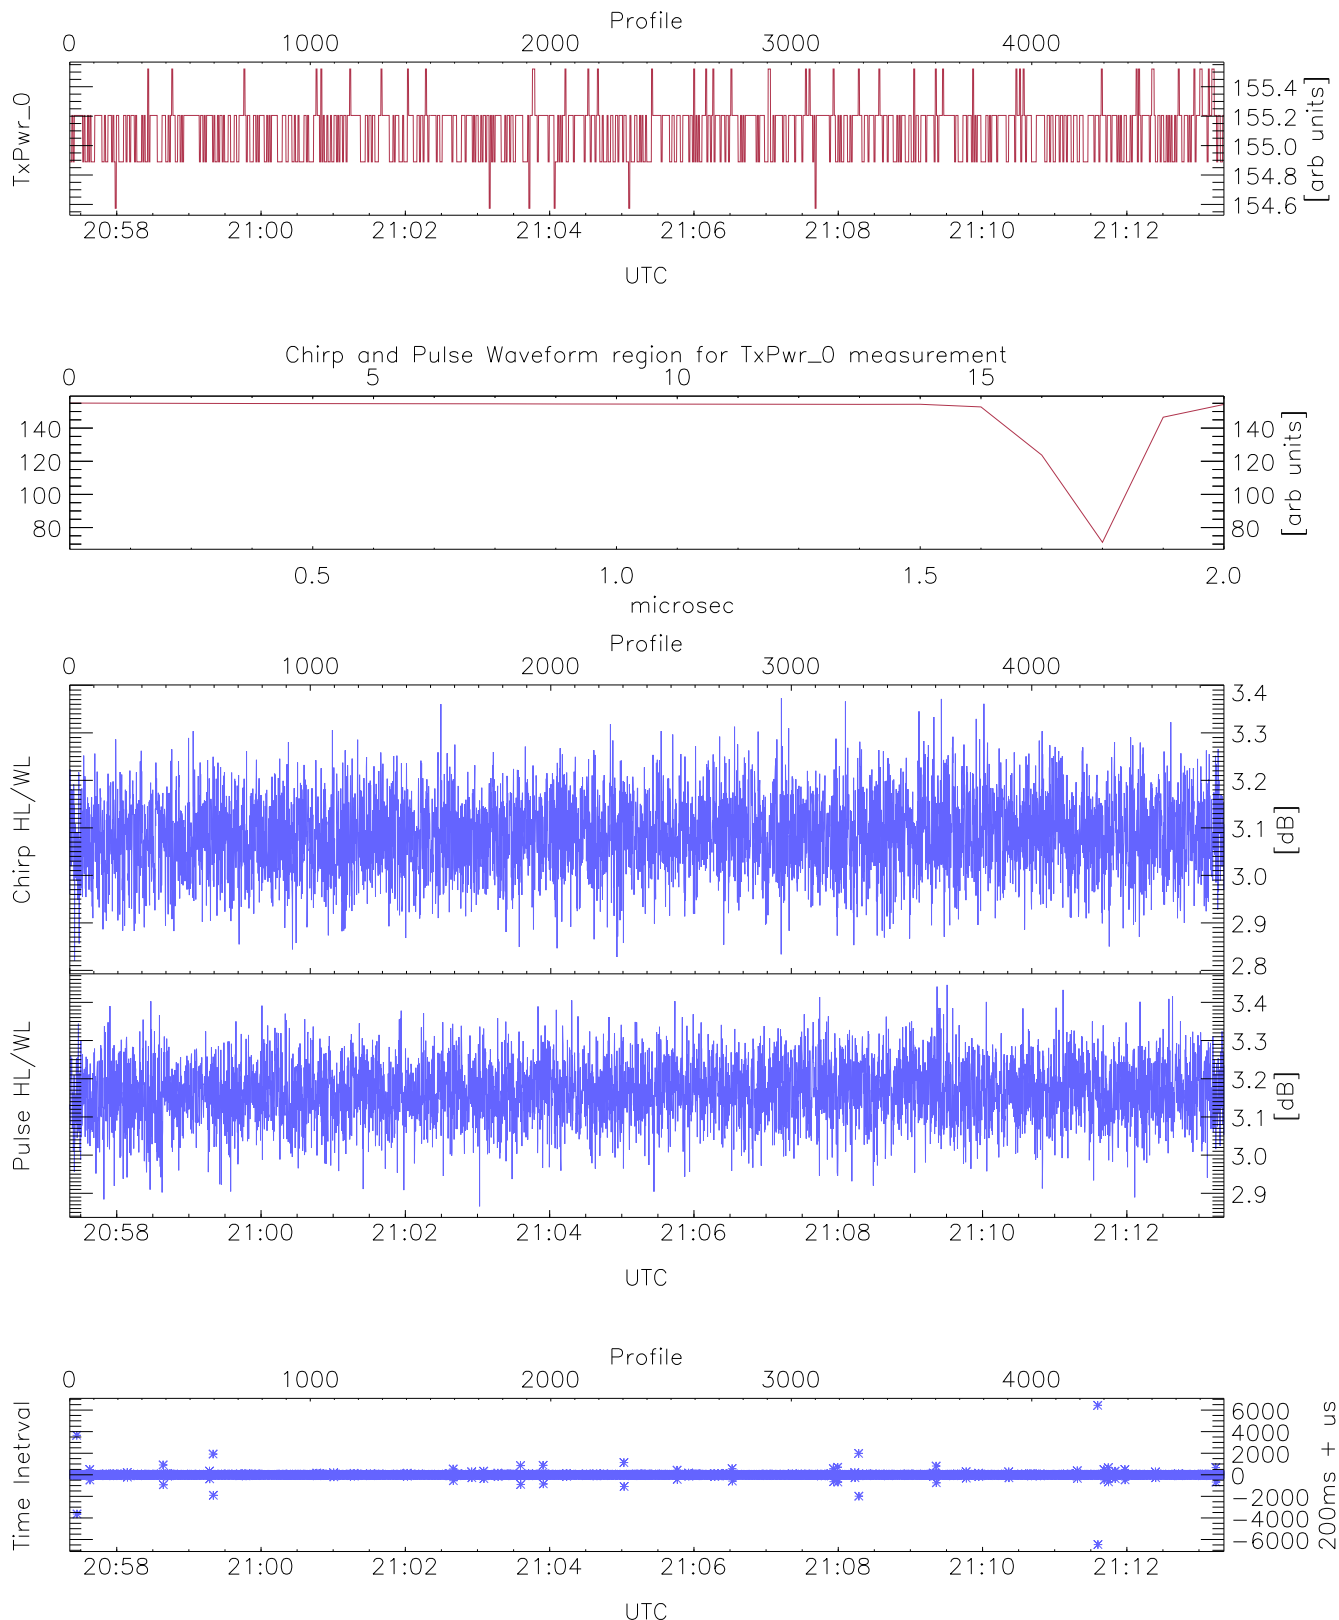 Profile
0 1000 2000 3000 4000
TxPwr_0
155.4
155.2
155.0
154.8
154.6
[arb units]
20:58 21:00 21:02 21:04 21:06 21:08 21:10 21:12
UTC
Chirp and Pulse Waveform region for TxPwr_0 measurement
0 5 10 15
140 140
120 120
100 100
80 80
[arb units]
0.5 1.0 1.5 2.0
microsec
Profile
0 1000 2000 3000 4000
Chirp HL/WL
3.4
3.3
3.2
3.1
3.0
2.9
2.8
[dB]
Pulse HL/WL
3.4
3.3
3.2
3.1
3.0
2.9
[dB]
20:58 21:00 21:02 21:04 21:06 21:08 21:10 21:12
UTC
Profile
0 1000 2000 3000 4000
Time Inetrval
6000
4000
2000
0
-2000
-4000
-6000
200ms + us
20:58 21:00 21:02 21:04 21:06 21:08 21:10 21:12
UTC